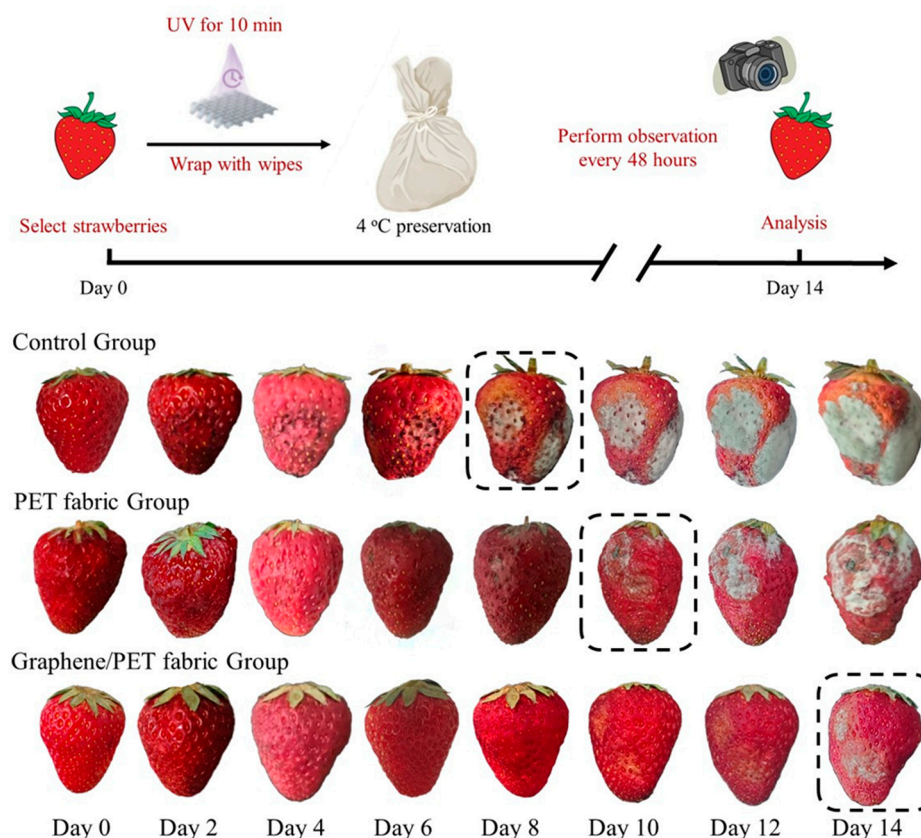 UV for 10 min
Wrap with wipes
Perform observation
every 48 hours
Select strawberries
4 °C preservation
Analysis
Day 0
Day 14
Control Group
PET fabric Group
Graphene/PET fabric Group
Day 0 Day 2 Day 4 Day 6 Day 8 Day 10 Day 12 Day 14